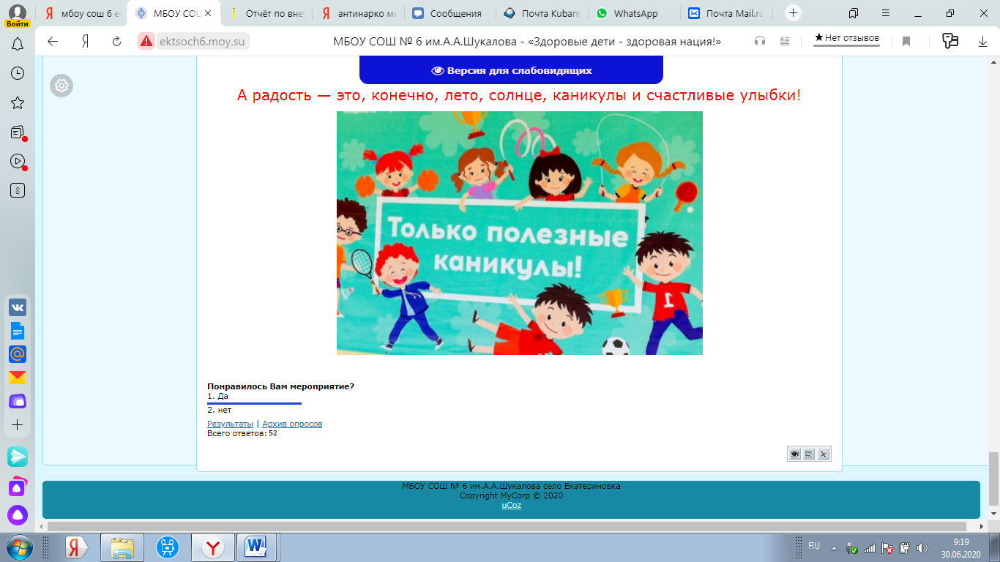 Войти
мбоу сош 6 е
МБОУ СОШ
Отчёт по вне
антинарко ми
Сообщения
Почта Kubann
WhatsApp
Почта Mail.ru
ektsoch6.moy.su
МБОУ СОШ № 6 им.А.А.Шукалова - «Здоровые дети - здоровая нация!»
★Нет отзывов
Версия для слабовидящих
А радость — это, конечно, лето, солнце, каникулы и счастливые улыбки!
Только полезные
каникулы!
1
Понравилось Вам мероприятие?
1. Да
2. нет
Результаты | Архив опросов
Всего ответов: 52
МБОУ СОШ № 6 им.А.А.Шукалова село Екатериновка
Copyright MyCorp © 2020
uCoz
RU
9:19
30.06.2020